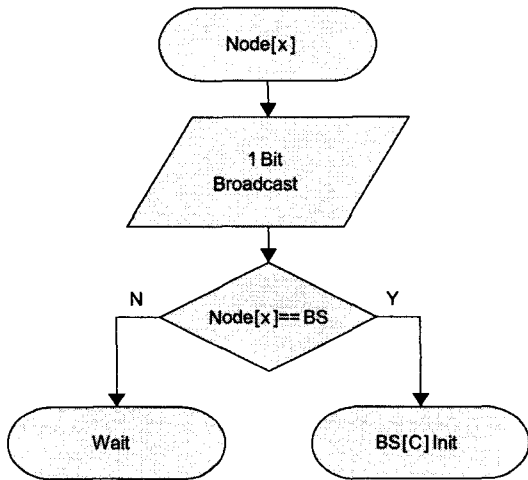 Node[x]
1 Bit
Broadcast
N
Y
Node[x]==BS
Wait
BS[C] Init